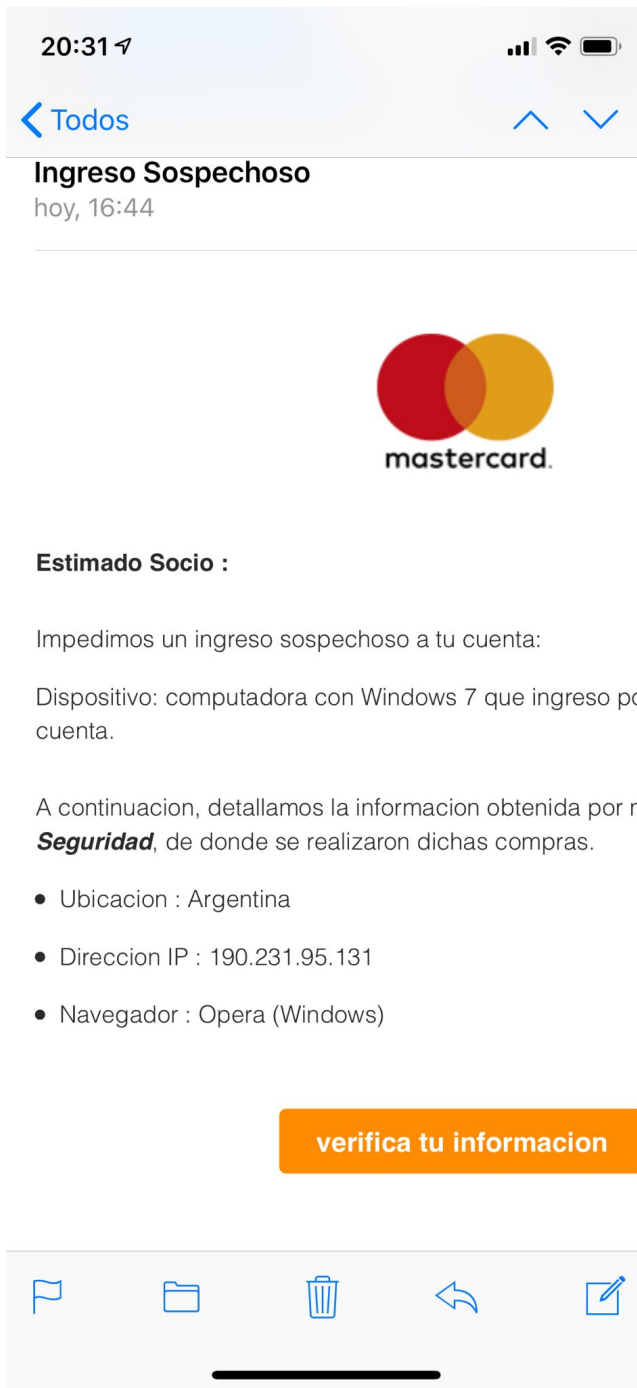 20:31
Todos
Ingreso Sospechoso
hoy, 16:44
mastercard.
Estimado Socio :
Impedimos un ingreso sospechoso a tu cuenta:
Dispositivo: computadora con Windows 7 que ingreso
cuenta.
A continuacion, detallamos la informacion obtenida por
Seguridad, de donde se realizaron dichas compras.
• Ubicacion : Argentina
• Direccion IP : 190.231.95.131
• Navegador : Opera (Windows)
verifica tu informacion